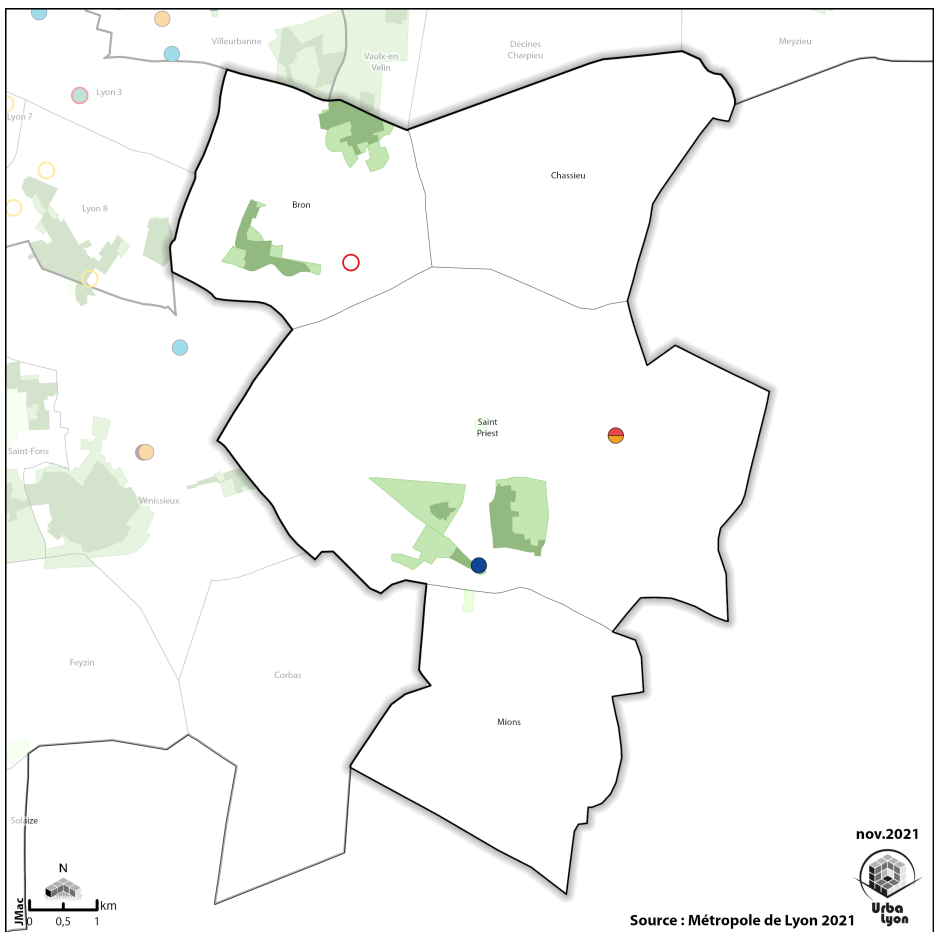 Villeurbanne
Décines
Charpieu
Meyzieu
Vaulx-en
Velin
Lyon 3
Lyon 7
Chassieu
Bron
Lyon 8
Saint
Priest
Saint-Fons
Vénissieux
Feyzin
Corbas
Mions
Solaize
nov.2021
N
km
JMac
0
0,5
1
Source : Métropole de Lyon 2021
Urba
Lyon